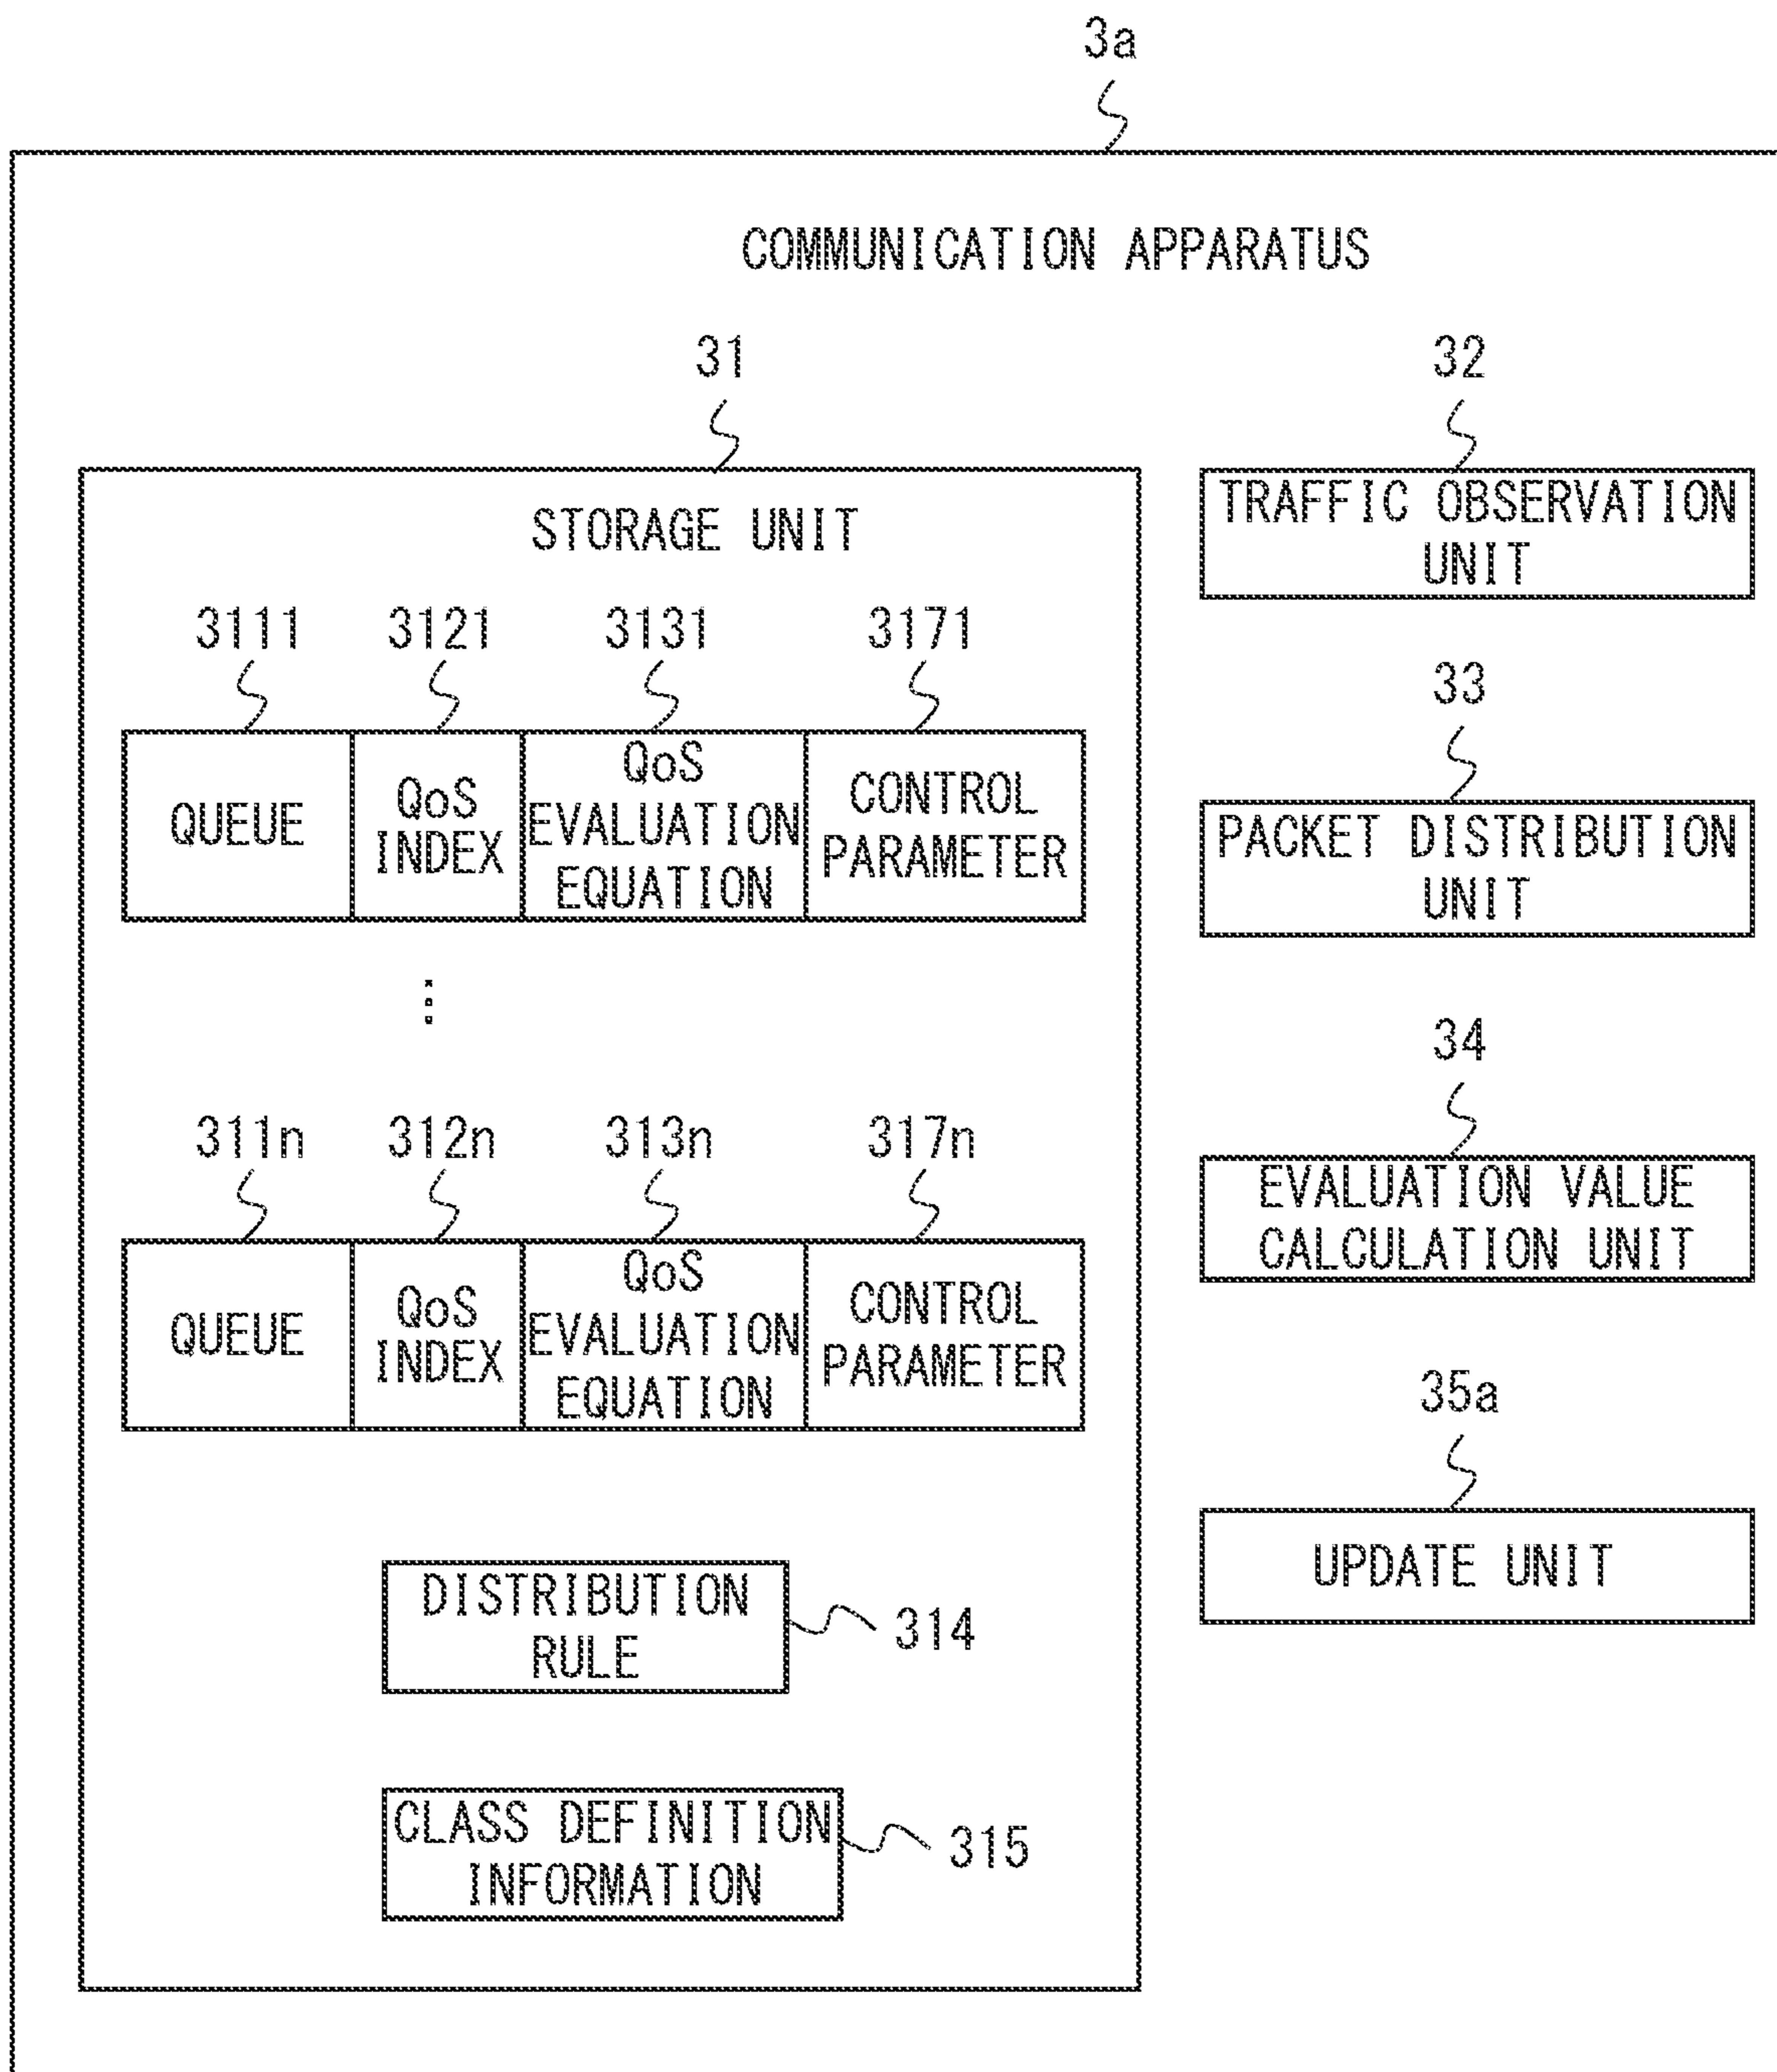 3a
COMMUNICATION APPARATUS
31
32
STORAGE UNIT
TRAFFIC OBSERVATION
UNIT
3111
3121
3131
3171
QUEUE
QoS
INDEX
QoS
EVALUATION
EQUATION
CONTROL
PARAMETER
33
PACKET DISTRIBUTION
UNIT
311n
312n
313n
317n
QUEUE
QoS
INDEX
QoS
EVALUATION
EQUATION
CONTROL
PARAMETER
34
EVALUATION VALUE
CALCULATION UNIT
35a
UPDATE UNIT
DISTRIBUTION
RULE
314
CLASS DEFINITION
INFORMATION
315